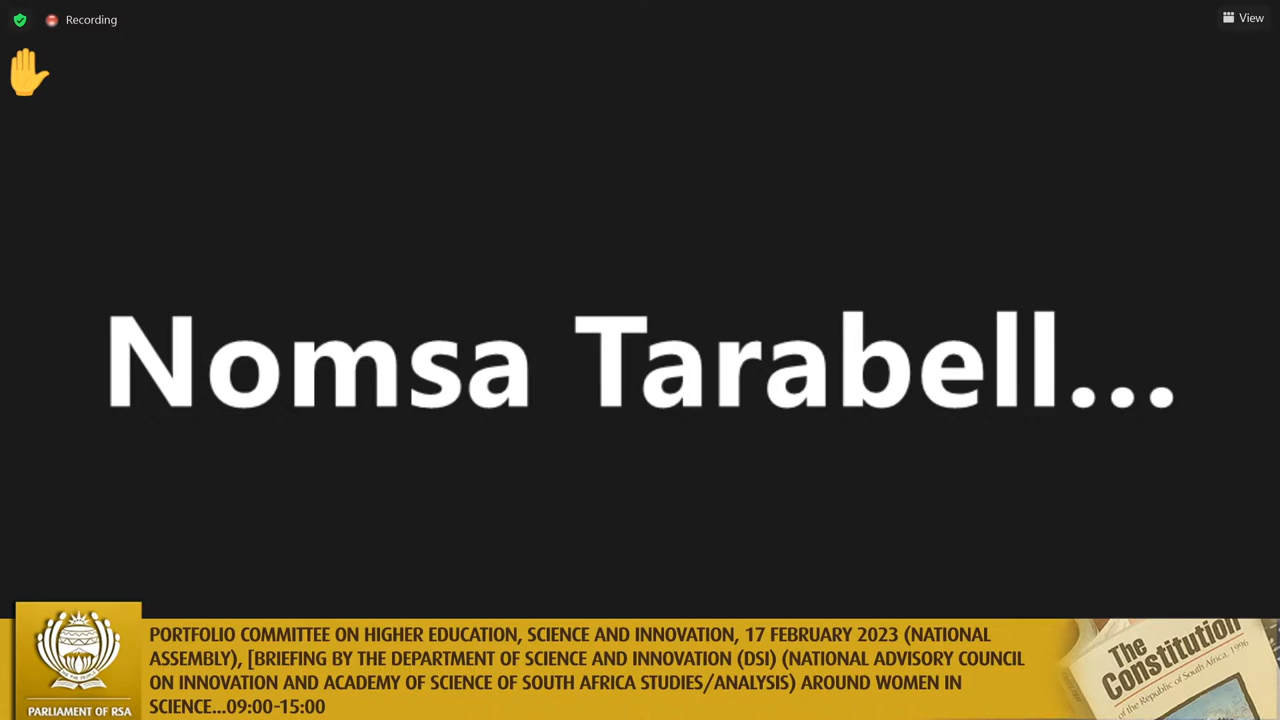 Recording
View
Nomsa Tarabell...
PORTFOLIO COMMITTEE ON HIGHER EDUCATION, SCIENCE AND INNOVATION, 17 FEBRUARY 2023 (NATIONAL
ASSEMBLY), [BRIEFING BY THE DEPARTMENT OF SCIENCE AND INNOVATION (DSI) (NATIONAL ADVISORY COUNCIL
ON INNOVATION AND ACADEMY OF SCIENCE OF SOUTH AFRICA STUDIES/ANALYSIS) AROUND WOMEN IN
SCIENCE...09:00-15:00
PARLIAMENT OF RSA
The
Constitution
of the Republic of South Africa, 1996